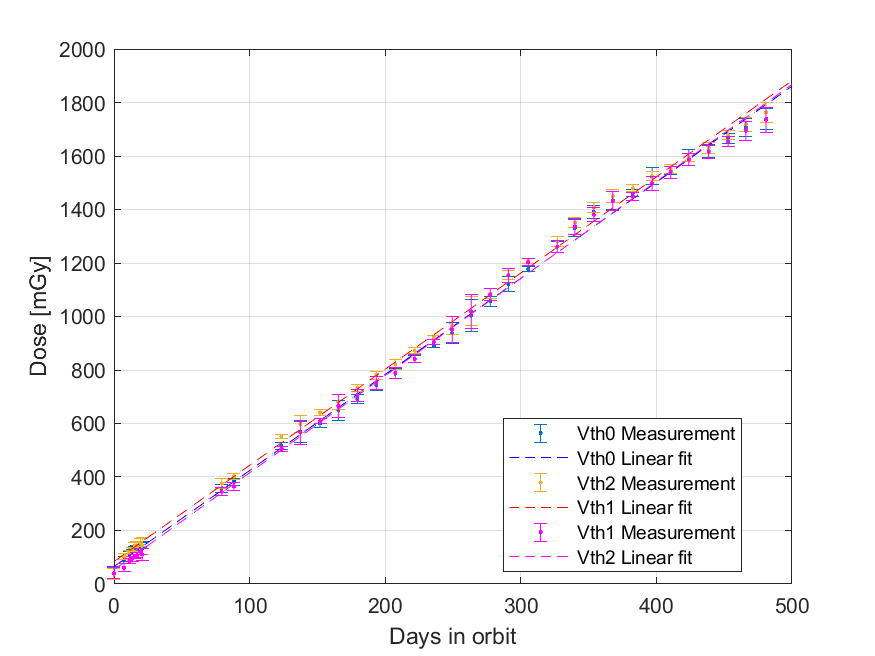 2000
1800
1600
1400
1200
1000
800
600
400
200
0
Dose [mGy]
Vth0 Measurement
Vth0 Linear fit
Vth2 Measurement
Vth1 Linear fit
Vth1 Measurement
Vth2 Linear fit
0 100 200 300 400 500
Days in orbit